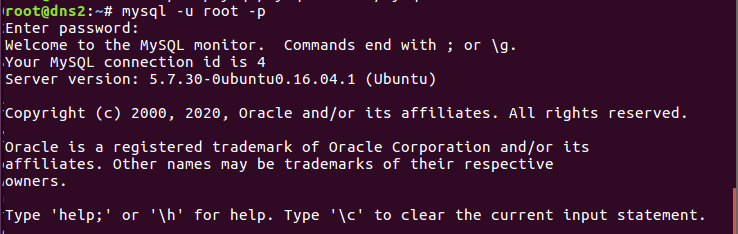 root@dns2:~# mysql -u root -p
Enter password:
Welcome to the MySQL monitor.  Commands end with ; or \g.
Your MySQL connection id is 4
Server version: 5.7.30-0ubuntu0.16.04.1 (Ubuntu)
Copyright (c) 2000, 2020, Oracle and/or its affiliates. All rights reserved.
Oracle is a registered trademark of Oracle Corporation and/or its
affiliates. Other names may be trademarks of their respective
owners.
Type 'help;' or '\h' for help. Type '\c' to clear the current input statement.